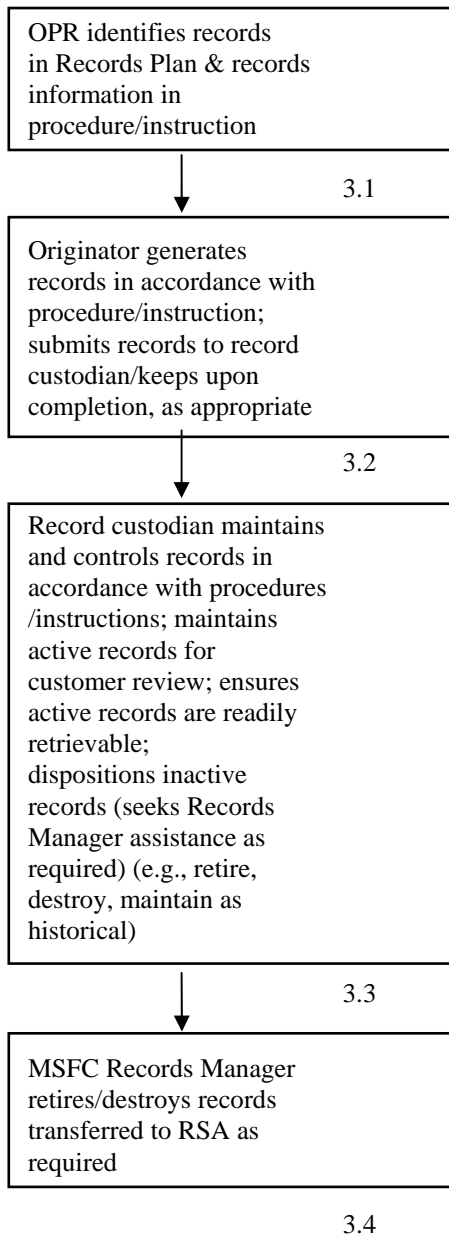 OPR identifies records
in Records Plan & records
information in
procedure/instruction
3.1
Originator generates
records in accordance with
procedure/instruction;
submits records to record
custodian/keeps upon
completion, as appropriate
3.2
Record custodian maintains
and controls records in
accordance with procedures
/instructions; maintains
active records for
customer review; ensures
active records are readily
retrievable;
dispositions inactive
records (seeks Records
Manager assistance as
required) (e.g., retire,
destroy, maintain as
historical)
3.3
MSFC Records Manager
retires/destroys records
transferred to RSA as
required
3.4